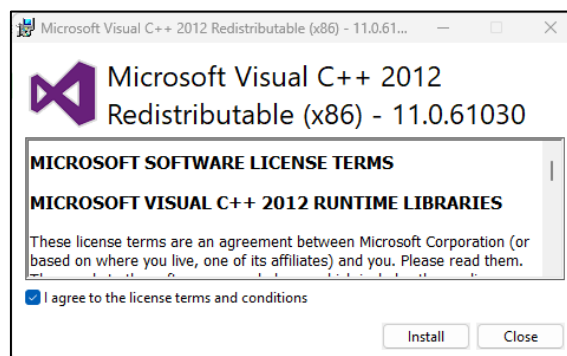 Microsoft Visual C++ 2012 Redistributable (x86) - 11.0.61...
Microsoft Visual C++ 2012
Redistributable (x86) - 11.0.61030
MICROSOFT SOFTWARE LICENSE TERMS
MICROSOFT VISUAL C++ 2012 RUNTIME LIBRARIES
These license terms are an agreement between Microsoft Corporation (or
based on where you live, one of its affiliates) and you. Please read them.
I agree to the license terms and conditions
Install
Close